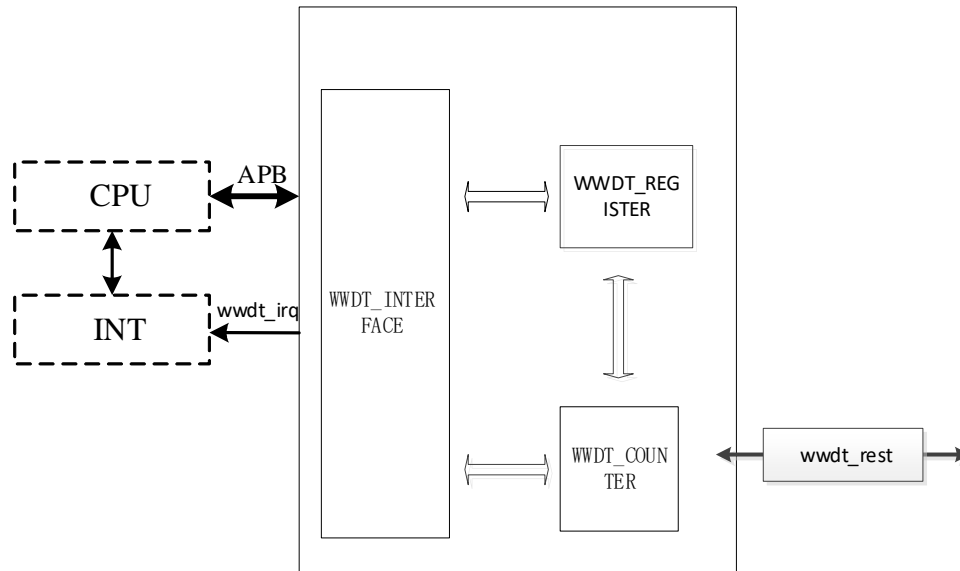 CPU
APB
INT
wwdt_irq
WWDT_INTER
FACE
WWDT_REG
ISTER
WWDT_COUN
TER
wwdt_rest